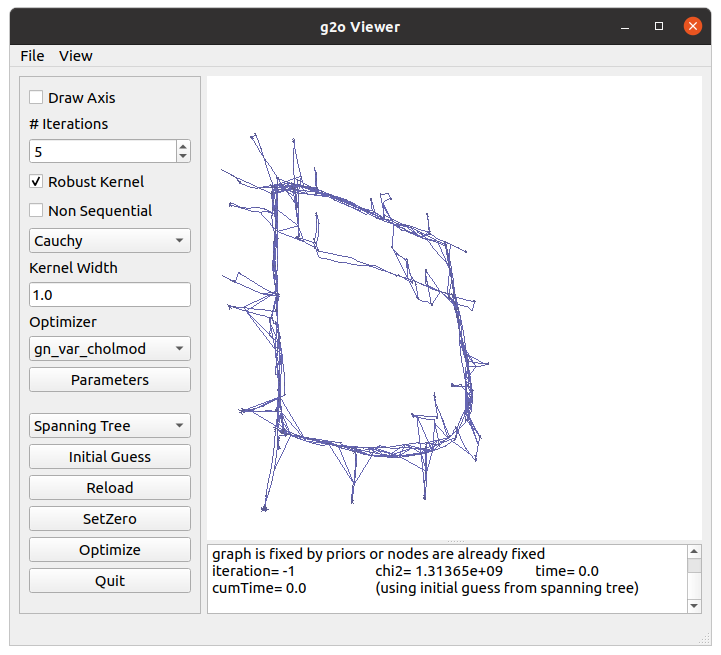 g2o Viewer
File View
Draw Axis
# Iterations
5
Robust Kernel
Non Sequential
Cauchy
Kernel Width
1.0
Optimizer
gn_var_cholmod
Parameters
Spanning Tree
Initial Guess
Reload
SetZero
Optimize
Quit
graph is fixed by priors or nodes are already fixed
iteration= -1 chi2= 1.31365e+09 time= 0.0
cumTime= 0.0 (using initial guess from spanning tree)